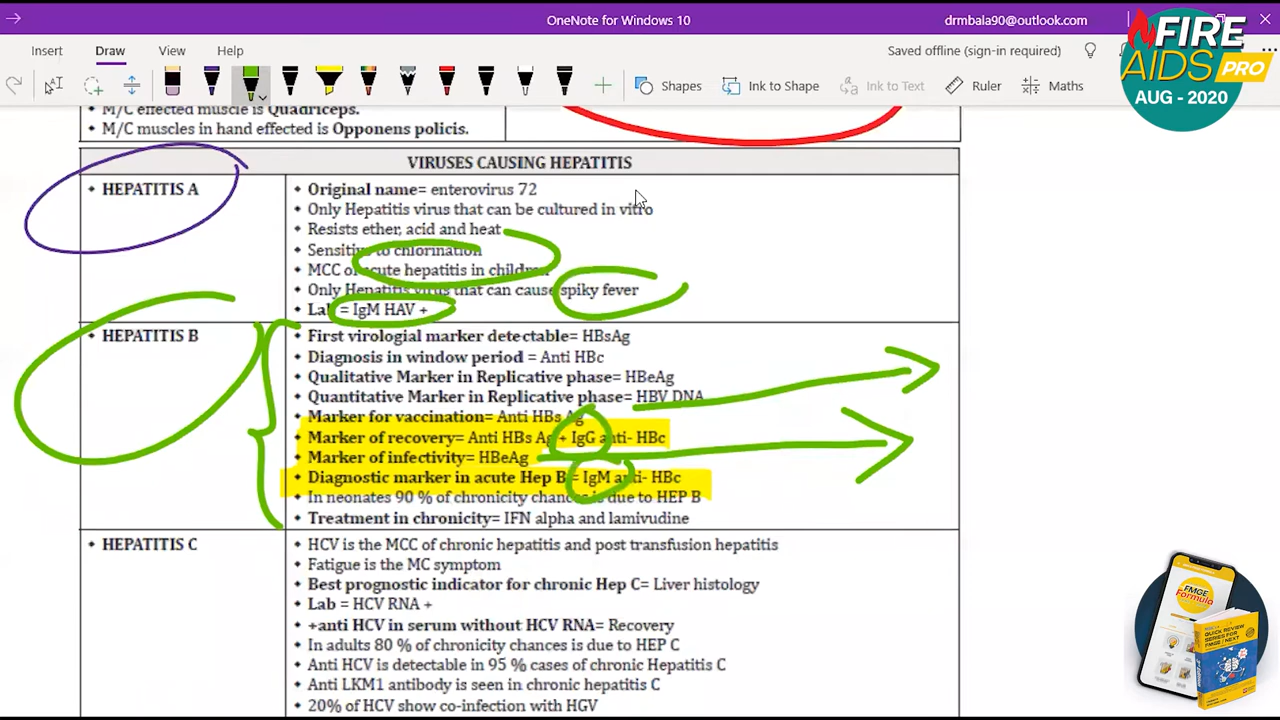 OneNote for Windows 10
drmbala90@outlook.com
Insert Draw View Help
Saved offline (sign-in required)
Shapes Ink to Shape Ink to Text Ruler Maths
FIRE
AIDS PRO
AUG - 2020
• M/C effected muscle is Quadriceps.
• M/C muscles in hand effected is Opponens policis.
VIRUSES CAUSING HEPATITIS
• HEPATITIS A
• Original name= enterovirus 72
• Only Hepatitis virus that can be cultured in vitro
• Resists ether, acid and heat
• Sensitive to chlorination
• MCC of acute hepatitis in children
• Only Hepatitis virus that can cause spiky fever
• Lab = IgM HAV +
• HEPATITIS B
• First virologial marker detectable= HBsAg
• Diagnosis in window period = Anti HBc
• Qualitative Marker in Replicative phase= HBeAg
• Quantitative Marker in Replicative phase= HBV DNA
• Marker for vaccination= Anti HBs Ag
• Marker of recovery= Anti HBs Ag + IgG anti- HBc
• Marker of infectivity= HBeAg
• Diagnostic marker in acute Hep B= IgM anti- HBc
• In neonates 90 % of chronicity chances is due to HEP B
• Treatment in chronicity= IFN alpha and lamivudine
• HEPATITIS C
• HCV is the MCC of chronic hepatitis and post transfusion hepatitis
• Fatigue is the MC symptom
• Best prognostic indicator for chronic Hep C= Liver histology
• Lab = HCV RNA +
• +anti HCV in serum without HCV RNA= Recovery
• In adults 80 % of chronicity chances is due to HEP C
• Anti HCV is detectable in 95 % cases of chronic Hepatitis C
• Anti LKM1 antibody is seen in chronic hepatitis C
• 20% of HCV show co-infection with HGV
FMGE
Formula
QUICK REVIEW
SERIES FOR
FMGE / NEXT